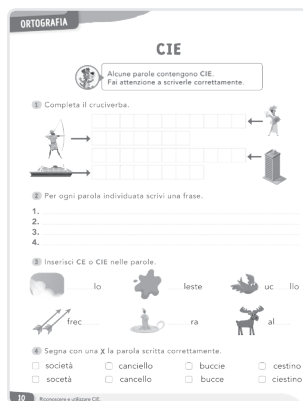 ORTOGRAFIA
CIE
Alcune parole contengono CIE.
Fai attenzione a scriverle correttamente.
1 Completa il cruciverba.
2 Per ogni parola individuata scrivi una frase.
1.
2.
3.
4.
3 Inserisci CE o CIE nelle parole.
lo leste uc llo
frec ra al
4 Segna con una X la parola scritta correttamente.
società canciello buccie cestino
socetà cancello bucce ciestino
10 Riconoscere e utilizzare CIE.